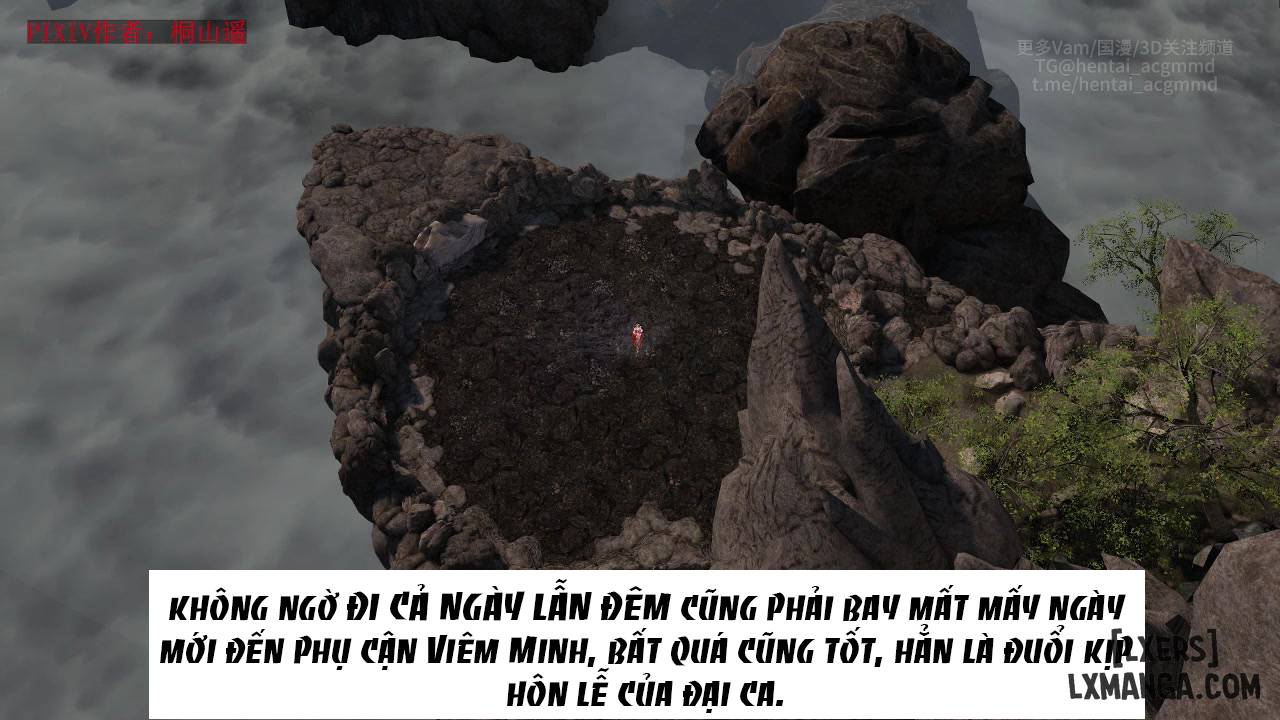 PIXIV作者：桐山遥
更多Vam/国漫/3D关注频道
TG@hentai_acgmmd
t.me/hentai_acgmmd
KHÔNG NGỜ ĐI CẢ NGÀY LẪN ĐÊM CŨNG PHẢI BAY MẤT MẤY NGÀY
MỚI ĐẾN PHỤ CẬN VIÊM MINH, BẤT QUÁ CŨNG TỐT, HẲN LÀ ĐUỔI KỊP
HÔN LỄ CỦA ĐẠI CA.
[LXERS]
LXMANGA.COM